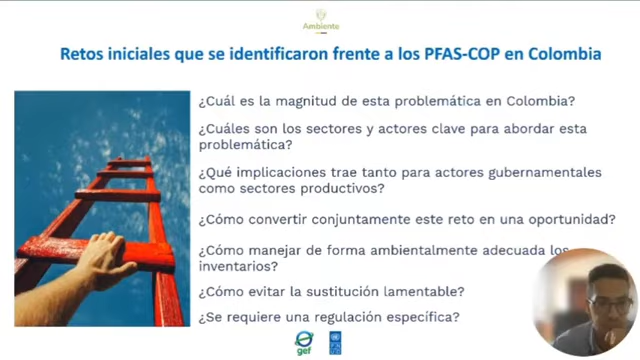 Ambiente
Retos iniciales que se identificaron frente a los PFAS-COP en Colombia
¿Cuál es la magnitud de esta problemática en Colombia?
¿Cuáles son los sectores y actores clave para abordar esta
problemática?
¿Qué implicaciones trae tanto para actores gubernamentales
como sectores productivos?
¿Cómo convertir conjuntamente este reto en una oportunidad?
¿Cómo manejar de forma ambientalmente adecuada los
inventarios?
¿Cómo evitar la sustitución lamentable?
¿Se requiere una regulación específica?
gef